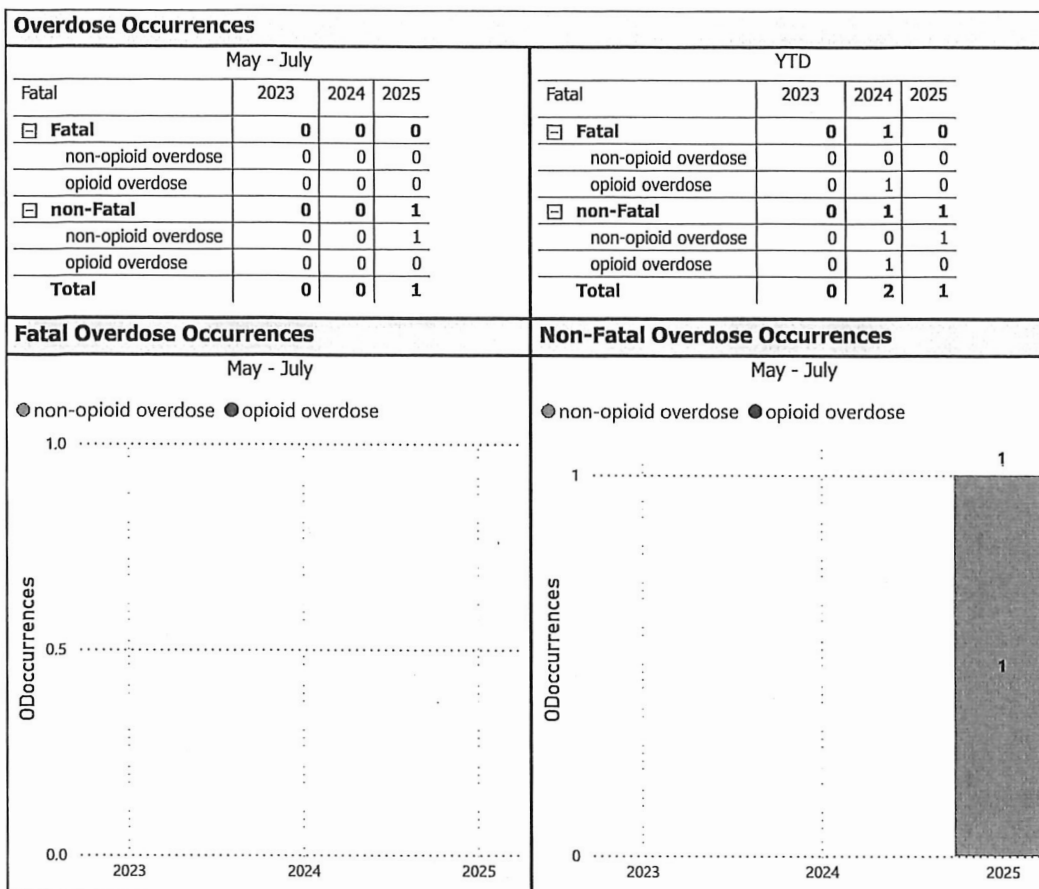 Overdose Occurrences
May - July
Fatal 2023 2024 2025
Fatal 0 0 0
non-opioid overdose 0 0 0
opioid overdose 0 0 0
non-Fatal 0 0 1
non-opioid overdose 0 0 1
opioid overdose 0 0 0
Total 0 0 1
YTD
Fatal 2023 2024 2025
Fatal 0 1 0
non-opioid overdose 0 0 0
opioid overdose 0 1 0
non-Fatal 0 1 1
non-opioid overdose 0 0 1
opioid overdose 0 1 0
Total 0 2 1
Fatal Overdose Occurrences
May - July
non-opioid overdose opioid overdose
1.0
0.5
0.0
ODoccurrences
2023 2024 2025
Non-Fatal Overdose Occurrences
May - July
non-opioid overdose opioid overdose
1
1
1
0
ODoccurrences
2023 2024 2025